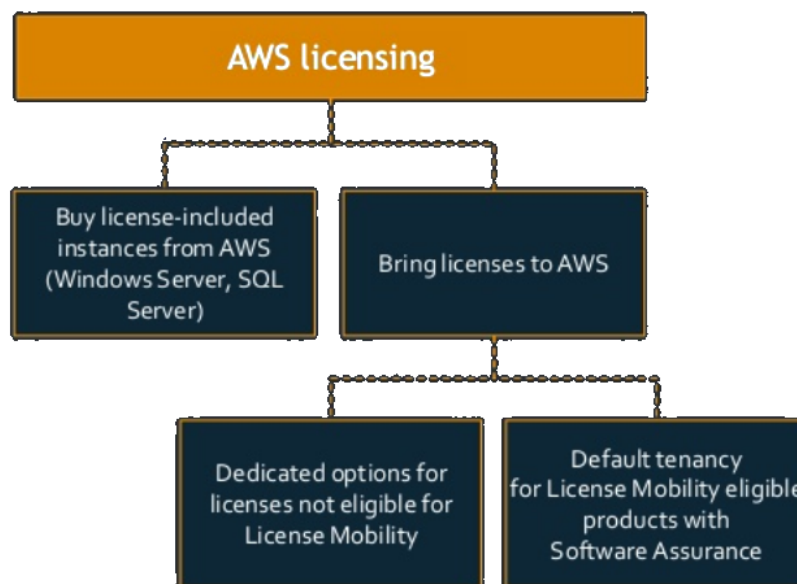 AWS licensing
Buy license-included
instances from AWS
(Windows Server, SQL
Server)
Bring licenses to AWS
Dedicated options for
licenses not eligible for
License Mobility
Default tenancy
for License Mobility eligible
products with
Software Assurance